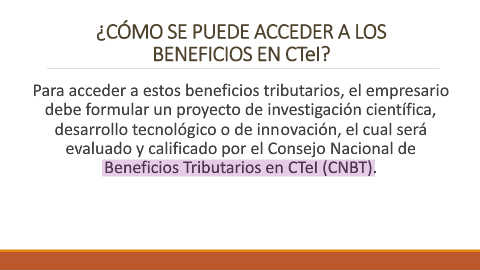 ¿CÓMO SE PUEDE ACCEDER A LOS
BENEFICIOS EN CTeI?
Para acceder a estos beneficios tributarios, el empresario
debe formular un proyecto de investigación científica,
desarrollo tecnológico o de innovación, el cual será
evaluado y calificado por el Consejo Nacional de
Beneficios Tributarios en CTeI (CNBT).